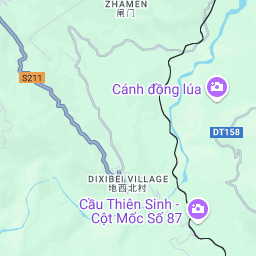 ZHAMEN
闸门
S211
Cánh đồng lúa
DT158
DIXIBEI VILLAGE
地西北村
Cầu Thiên Sinh -
Cột Mốc Số 87